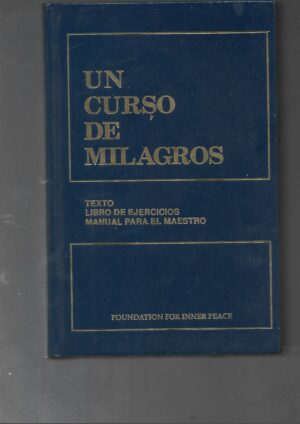 UN
CURSO
DE
MILAGROS
TEXTO
LIBRO DE EJERCICIOS
MANUAL PARA EL MAESTRO
FOUNDATION FOR INNER PEACE